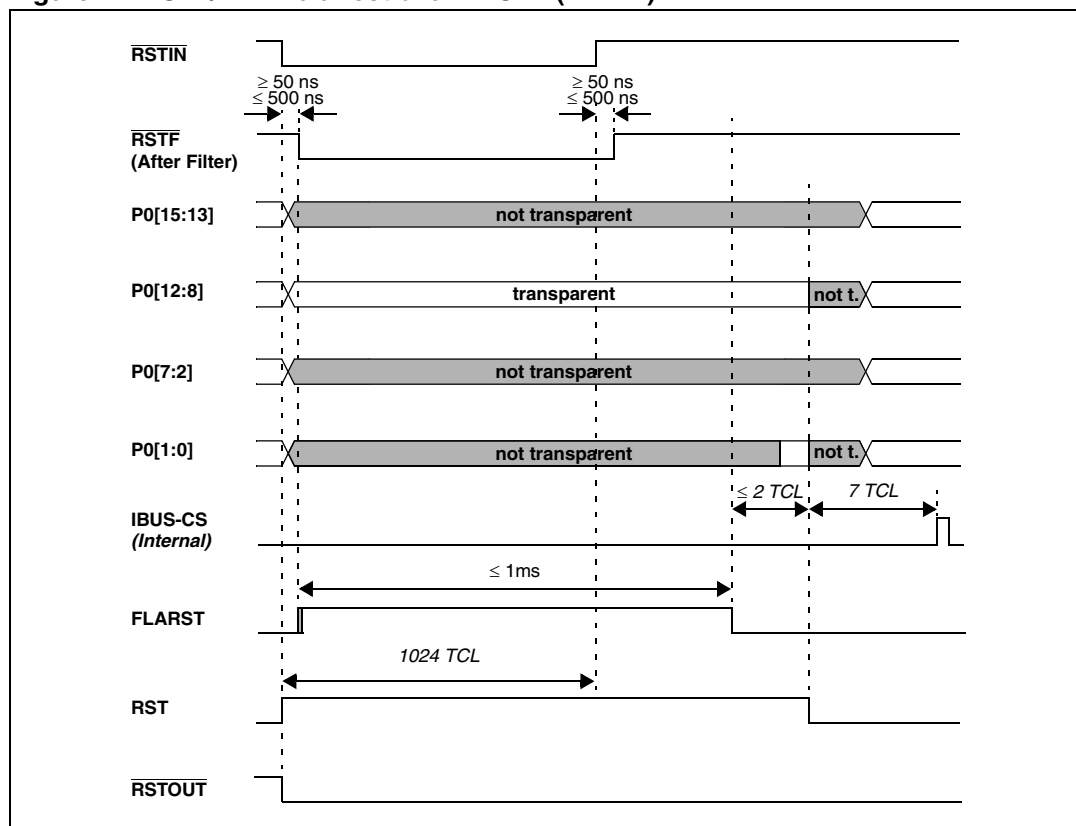 RSTIN
≥ 50 ns
≤ 500 ns
≥ 50 ns
≤ 500 ns
RSTF
(After Filter)
P0[15:13]
not transparent
P0[12:8]
transparent
not t.
P0[7:2]
not transparent
P0[1:0]
not transparent
not t.
≤ 2 TCL
7 TCL
IBUS-CS
(Internal)
≤ 1ms
FLARST
1024 TCL
RST
RSTOUT